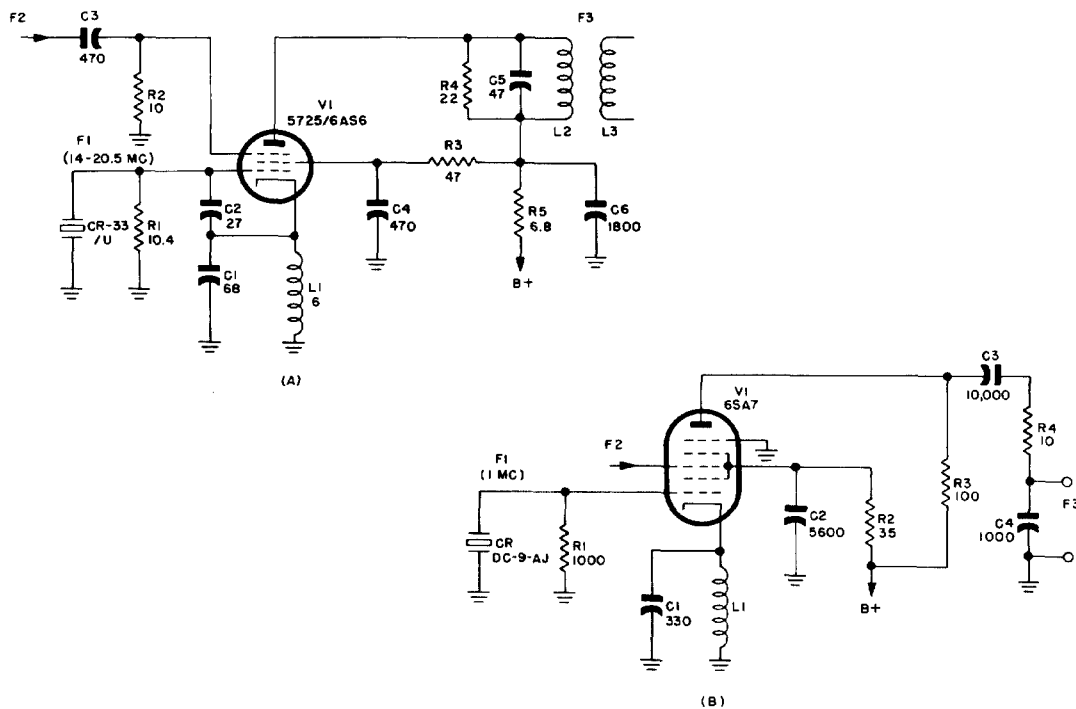 F2
C3
470
R2
10
F1
(14-20.5 MC)
CR-33
/U
R1
10.4
C2
27
C1
68
V1
5725/6AS6
L1
6
C4
470
R3
47
R4
22
C5
47
F3
L2
L3
R5
6.8
B+
C6
1800
(A)
V1
6SA7
F2
F1
(1 MC)
CR
DC-9-AJ
R1
1000
C1
330
L1
C2
5600
R2
35
B+
R3
100
C3
10,000
R4
10
C4
1000
F3
(B)